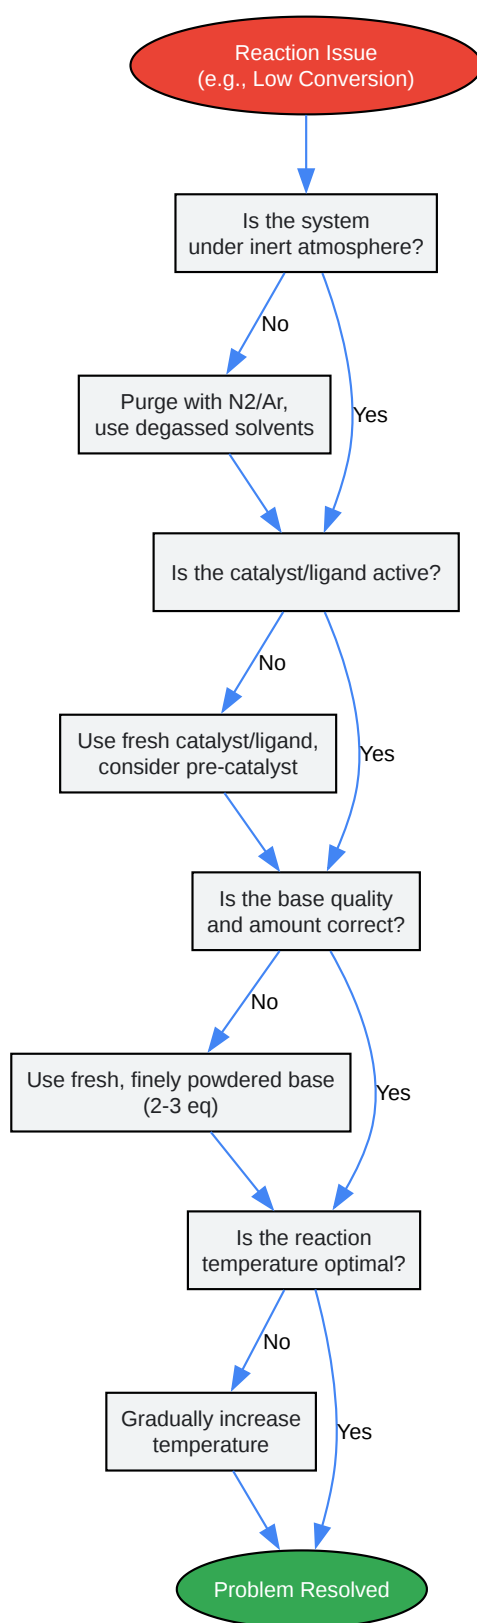 Reaction Issue
(e.g., Low Conversion)
Is the system
under inert atmosphere?
No
Purge with N2/Ar,
use degassed solvents
Yes
Is the catalyst/ligand active?
No
Use fresh catalyst/ligand,
consider pre-catalyst
Yes
Is the base quality
and amount correct?
No
Use fresh, finely powdered base
(2-3 eq)
Yes
Is the reaction
temperature optimal?
No
Gradually increase
temperature
Yes
Problem Resolved